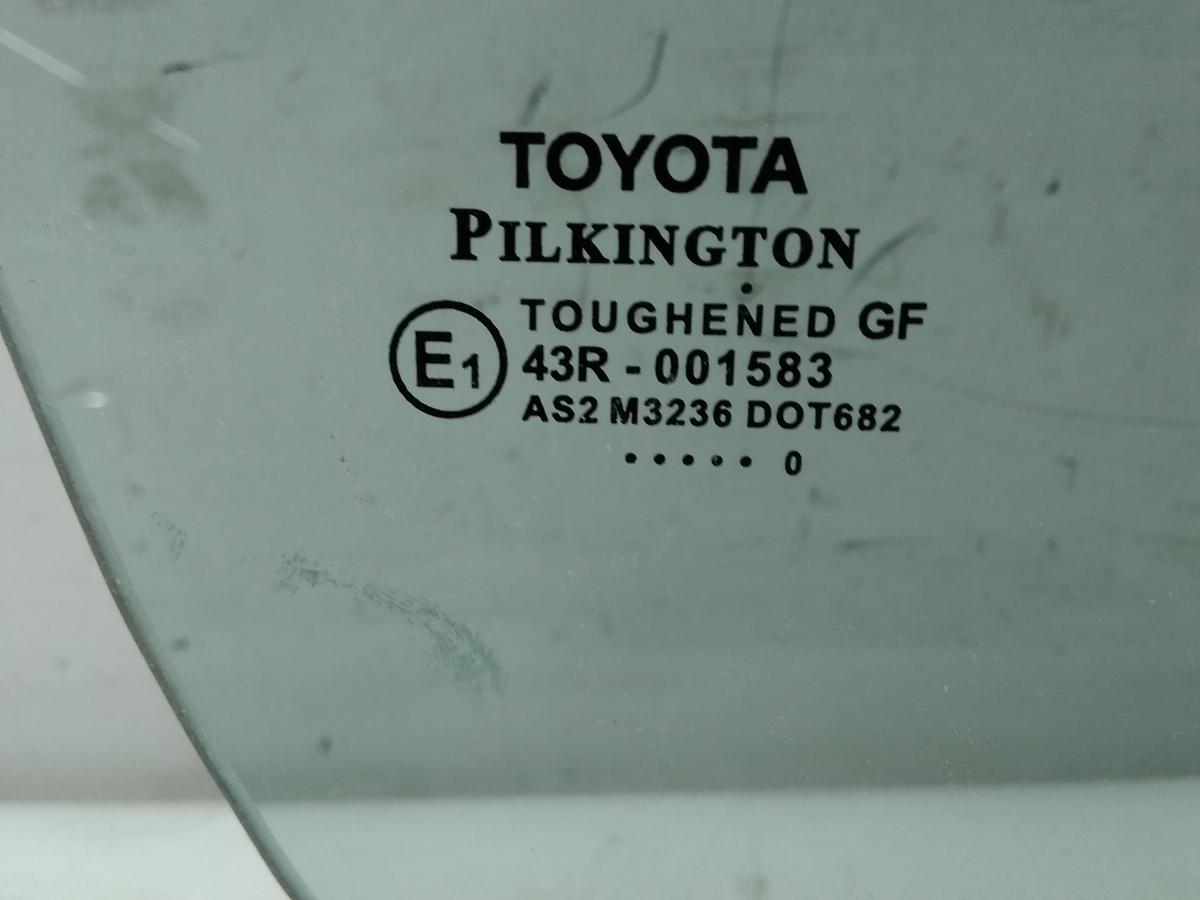 TOYOTA
PILKINGTON
TOUGHENED GF
E1
43R - 001583
AS2 M3236 DOT682
• • • • • 0